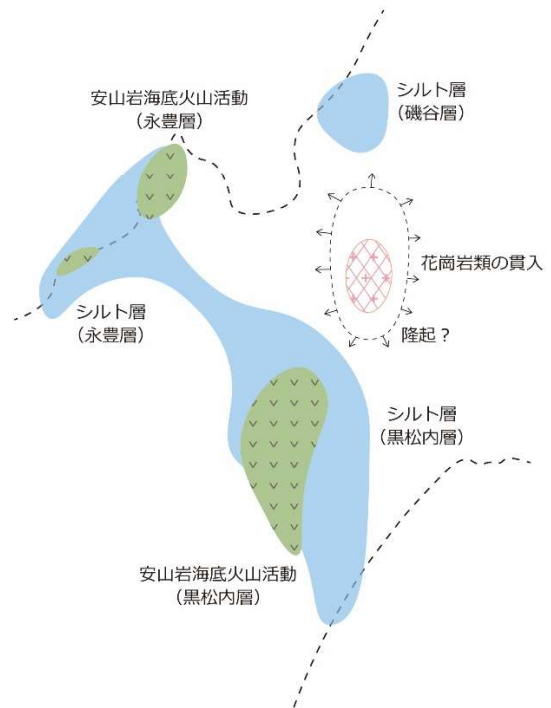 安山岩海底火山活動
（永豊層）
シルト層
（磯谷層）
花崗岩類の貫入
隆起？
シルト層
（永豊層）
シルト層
（黒松内層）
安山岩海底火山活動
（黒松内層）